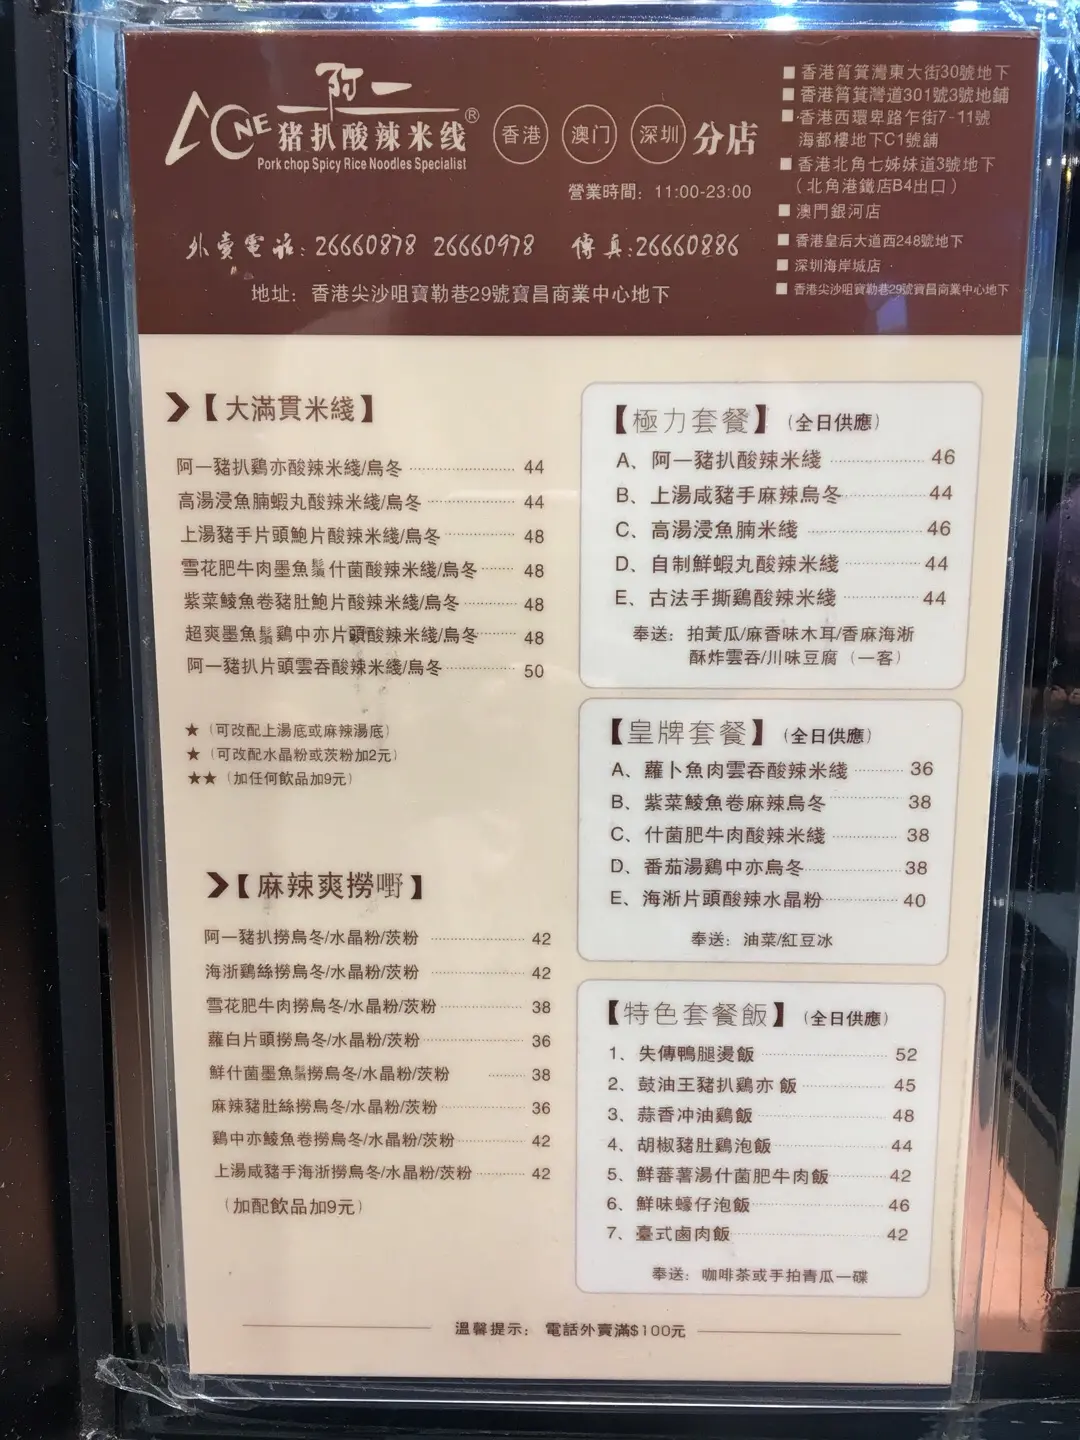 阿一
ACNE 豬扒酸辣米线®
Pork chop Spicy Rice Noodles Specialist
香港 澳门 深圳 分店
營業時間：11:00-23:00
外賣電話：26660878 26660978 傳真：26660886
地址：香港尖沙咀寶勒巷29號寶昌商業中心地下
■ 香港筲箕灣東大街30號地下
■ 香港筲箕灣道301號3號地鋪
■ 香港西環卑路乍街7-11號
海都樓地下C1號舖
■ 香港北角七姊妹道3號地下
（北角港鐵店B4出口）
■ 澳門銀河店
■ 香港皇后大道西248號地下
■ 深圳海岸城店
■ 香港尖沙咀寶勒巷29號寶昌商業中心地下
【大滿貫米綫】
阿一豬扒鷄亦酸辣米綫/烏冬 44
高湯浸魚腩蝦丸酸辣米綫/烏冬 44
上湯豬手片頭鮑片酸辣米綫/烏冬 48
雪花肥牛肉墨魚鬚什菌酸辣米綫/烏冬 48
紫菜鯪魚卷豬肚鮑片酸辣米綫/烏冬 48
超爽墨魚鬚鷄中亦片頭酸辣米綫/烏冬 48
阿一豬扒片頭雲吞酸辣米綫/烏冬 50
★（可改配上湯底或麻辣湯底）
★（可改配水晶粉或茨粉加2元）
★★（加任何飲品加9元）
【麻辣爽撈嘢】
阿一豬扒撈烏冬/水晶粉/茨粉 42
海浙鷄絲撈烏冬/水晶粉/茨粉 42
雪花肥牛肉撈烏冬/水晶粉/茨粉 38
蘿白片頭撈烏冬/水晶粉/茨粉 36
鮮什菌墨魚鬚撈烏冬/水晶粉/茨粉 38
麻辣豬肚絲撈烏冬/水晶粉/茨粉 36
鷄中亦鯪魚卷撈烏冬/水晶粉/茨粉 42
上湯咸豬手海浙撈烏冬/水晶粉/茨粉 42
（加配飲品加9元）
【極力套餐】（全日供應）
A、阿一豬扒酸辣米綫 46
B、上湯咸豬手麻辣烏冬 44
C、高湯浸魚腩米綫 46
D、自制鮮蝦丸酸辣米綫 44
E、古法手撕鷄酸辣米綫 44
奉送：拍黃瓜/麻香味木耳/香麻海浙
酥炸雲吞/川味豆腐（一客）
【皇牌套餐】（全日供應）
A、蘿卜魚肉雲吞酸辣米綫 36
B、紫菜鯪魚卷麻辣烏冬 38
C、什菌肥牛肉酸辣米綫 38
D、番茄湯鷄中亦烏冬 38
E、海浙片頭酸辣水晶粉 40
奉送：油菜/紅豆冰
【特色套餐飯】（全日供應）
1、失傳鴨腿燙飯 52
2、鼓油王豬扒鷄亦 飯 45
3、蒜香冲油鷄飯 48
4、胡椒豬肚鷄泡飯 44
5、鮮蕃薯湯什菌肥牛肉飯 42
6、鮮味蠔仔泡飯 46
7、臺式鹵肉飯 42
奉送：咖啡茶或手拍青瓜一碟
溫馨提示： 電話外賣滿$100元